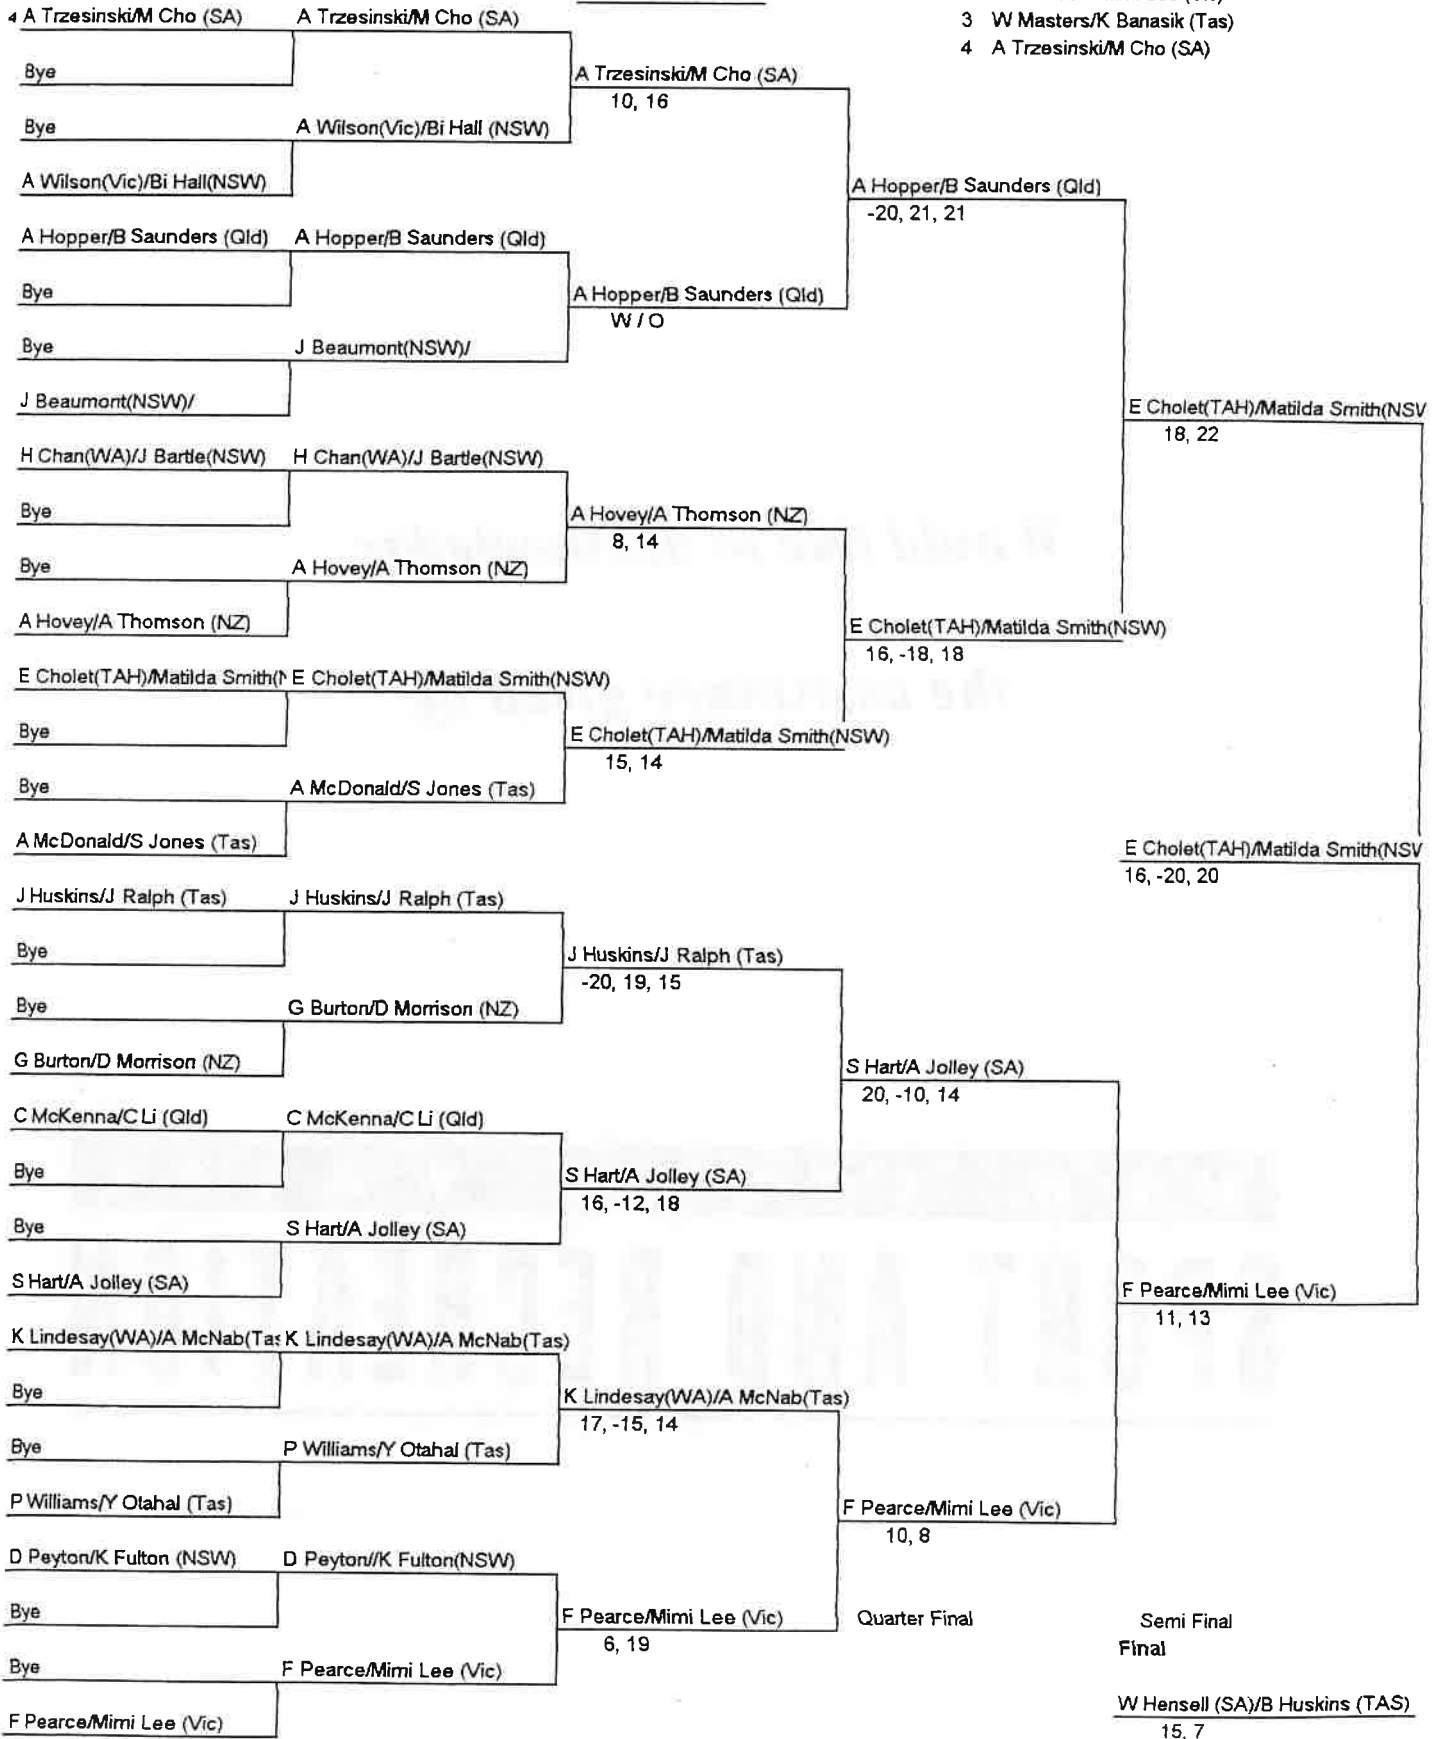 3 W Masters/K Banasik (Tas)
4 A Trzesinski/M Cho (SA)
4 A Trzesinski/M Cho (SA)
A Trzesinski/M Cho (SA)
Bye
A Trzesinski/M Cho (SA)
10, 16
Bye
A Wilson(Vic)/Bi Hall (NSW)
A Wilson(Vic)/Bi Hall(NSW)
A Hopper/B Saunders (Qld)
-20, 21, 21
A Hopper/B Saunders (Qld)
A Hopper/B Saunders (Qld)
Bye
A Hopper/B Saunders (Qld)
W / O
Bye
J Beaumont(NSW)/
J Beaumont(NSW)/
E Cholet(TAH)/Matilda Smith(NSV
18, 22
H Chan(WA)/J Bartle(NSW)
H Chan(WA)/J Bartle(NSW)
Bye
A Hovey/A Thomson (NZ)
8, 14
Bye
A Hovey/A Thomson (NZ)
A Hovey/A Thomson (NZ)
E Cholet(TAH)/Matilda Smith(NSW)
16, -18, 18
E Cholet(TAH)/Matilda Smith(N
E Cholet(TAH)/Matilda Smith(NSW)
Bye
E Cholet(TAH)/Matilda Smith(NSW)
15, 14
Bye
A McDonald/S Jones (Tas)
A McDonald/S Jones (Tas)
E Cholet(TAH)/Matilda Smith(NSV
16, -20, 20
J Huskins/J Ralph (Tas)
J Huskins/J Ralph (Tas)
Bye
J Huskins/J Ralph (Tas)
-20, 19, 15
Bye
G Burton/D Morrison (NZ)
G Burton/D Morrison (NZ)
S Hart/A Jolley (SA)
20, -10, 14
C McKenna/C Li (Qld)
C McKenna/C Li (Qld)
Bye
S Hart/A Jolley (SA)
16, -12, 18
Bye
S Hart/A Jolley (SA)
S Hart/A Jolley (SA)
F Pearce/Mimi Lee (Vic)
11, 13
K Lindesay(WA)/A McNab(Tas
K Lindesay(WA)/A McNab(Tas)
Bye
K Lindesay(WA)/A McNab(Tas)
17, -15, 14
Bye
P Williams/Y Otahal (Tas)
P Williams/Y Otahal (Tas)
F Pearce/Mimi Lee (Vic)
10, 8
D Peyton/K Fulton (NSW)
D Peyton//K Fulton(NSW)
Bye
F Pearce/Mimi Lee (Vic)
6, 19
Quarter Final
Semi Final
Final
Bye
F Pearce/Mimi Lee (Vic)
F Pearce/Mimi Lee (Vic)
W Hensell (SA)/B Huskins (TAS)
15, 7